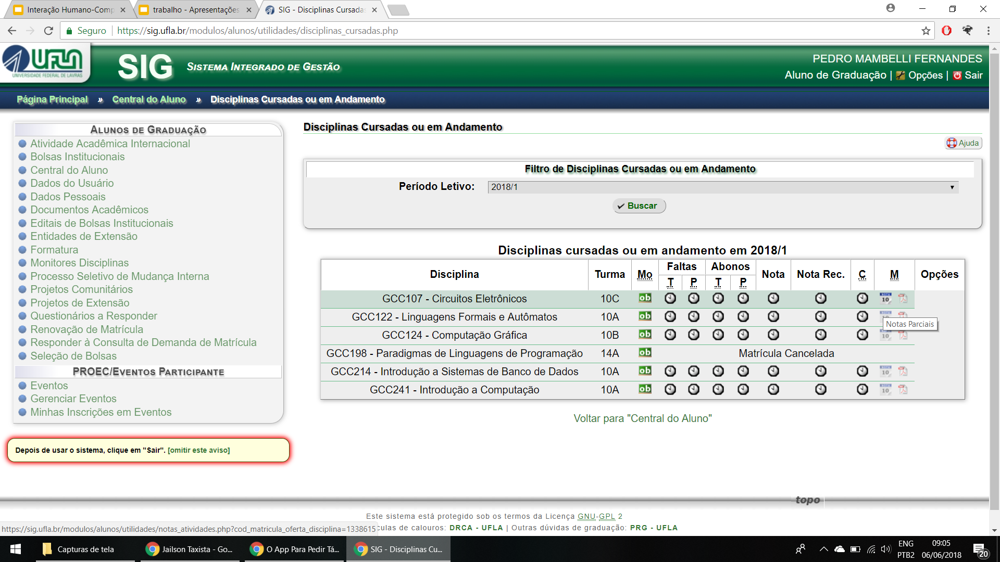 Interação Humano-Comp
trabalho - Apresentações
SIG - Disciplinas Cursadas
Seguro
https://sig.ufla.br/modulos/alunos/utilidades/disciplinas_cursadas.php
UFLA
UNIVERSIDADE FEDERAL DE LAVRAS
SIG
SISTEMA INTEGRADO DE GESTÃO
PEDRO MAMBELLI FERNANDES
Aluno de Graduação | Opções | Sair
Página Principal » Central do Aluno » Disciplinas Cursadas ou em Andamento
ALUNOS DE GRADUAÇÃO
Atividade Acadêmica Internacional
Bolsas Institucionais
Central do Aluno
Dados do Usuário
Dados Pessoais
Documentos Acadêmicos
Editais de Bolsas Institucionais
Entidades de Extensão
Formatura
Monitores Disciplinas
Processo Seletivo de Mudança Interna
Projetos Comunitários
Projetos de Extensão
Questionários a Responder
Renovação de Matrícula
Responder à Consulta de Demanda de Matrícula
Seleção de Bolsas
PROEC/EVENTOS PARTICIPANTE
Eventos
Gerenciar Eventos
Minhas Inscrições em Eventos
Depois de usar o sistema, clique em "Sair". [omitir este aviso]
Disciplinas Cursadas ou em Andamento
Ajuda
Filtro de Disciplinas Cursadas ou em Andamento
Período Letivo: 2018/1
Buscar
Disciplinas cursadas ou em andamento em 2018/1
Disciplina Turma Mo Faltas Abonos Nota Nota Rec. C M Opções
T P T P
GCC107 - Circuitos Eletrônicos 10C ob NOTA 10
GCC122 - Linguagens Formais e Autômatos 10A ob
Notas Parciais
GCC124 - Computação Gráfica 10B ob 10
GCC198 - Paradigmas de Linguagens de Programação 14A ob Matrícula Cancelada
GCC214 - Introdução a Sistemas de Banco de Dados 10A ob NOTA 10
GCC241 - Introdução a Computação 10A ob NOTA 10
Voltar para "Central do Aluno"
topo
Este sistema está protegido sob os termos da Licença GNU-GPL 2
https://sig.ufla.br/modulos/alunos/utilidades/notas_atividades.php?cod_matricula_oferta_disciplina=1338615
culas de calouros: DRCA - UFLA | Outras dúvidas de graduação: PRG - UFLA
Capturas de tela
Jailson Taxista - Go...
O App Para Pedir Tá...
SIG - Disciplinas Cu...
ENG
PTB2
09:05
06/06/2018
20